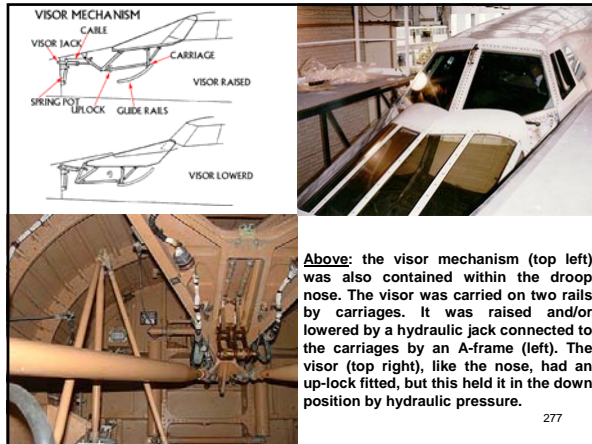 VISOR MECHANISM
CABLE
VISOR JACK
CARRIAGE
VISOR RAISED
SPRING POT
UPLOCK
GUIDE RAILS
VISOR LOWERD
Above: the visor mechanism (top left)
was also contained within the droop
nose. The visor was carried on two rails
by carriages. It was raised and/or
lowered by a hydraulic jack connected to
the carriages by an A-frame (left). The
visor (top right), like the nose, had an
up-lock fitted, but this held it in the down
position by hydraulic pressure.
277